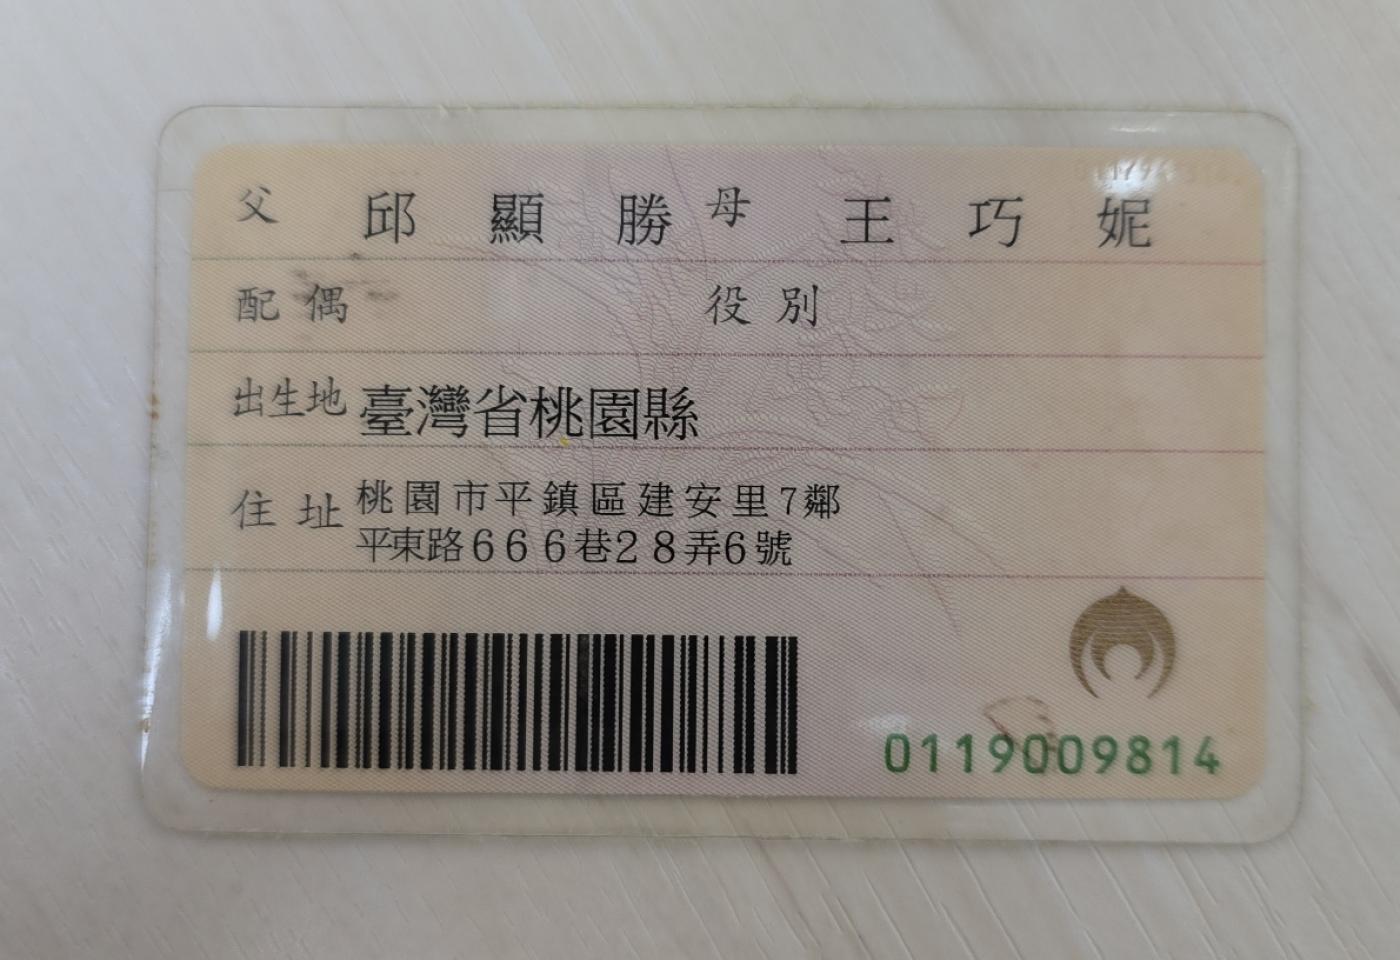 父 邱顯勝 母 王巧妮
配偶 役別
出生地 臺灣省桃園縣
住址 桃園市平鎮區建安里7鄰
平東路666巷28弄6號
0119009814